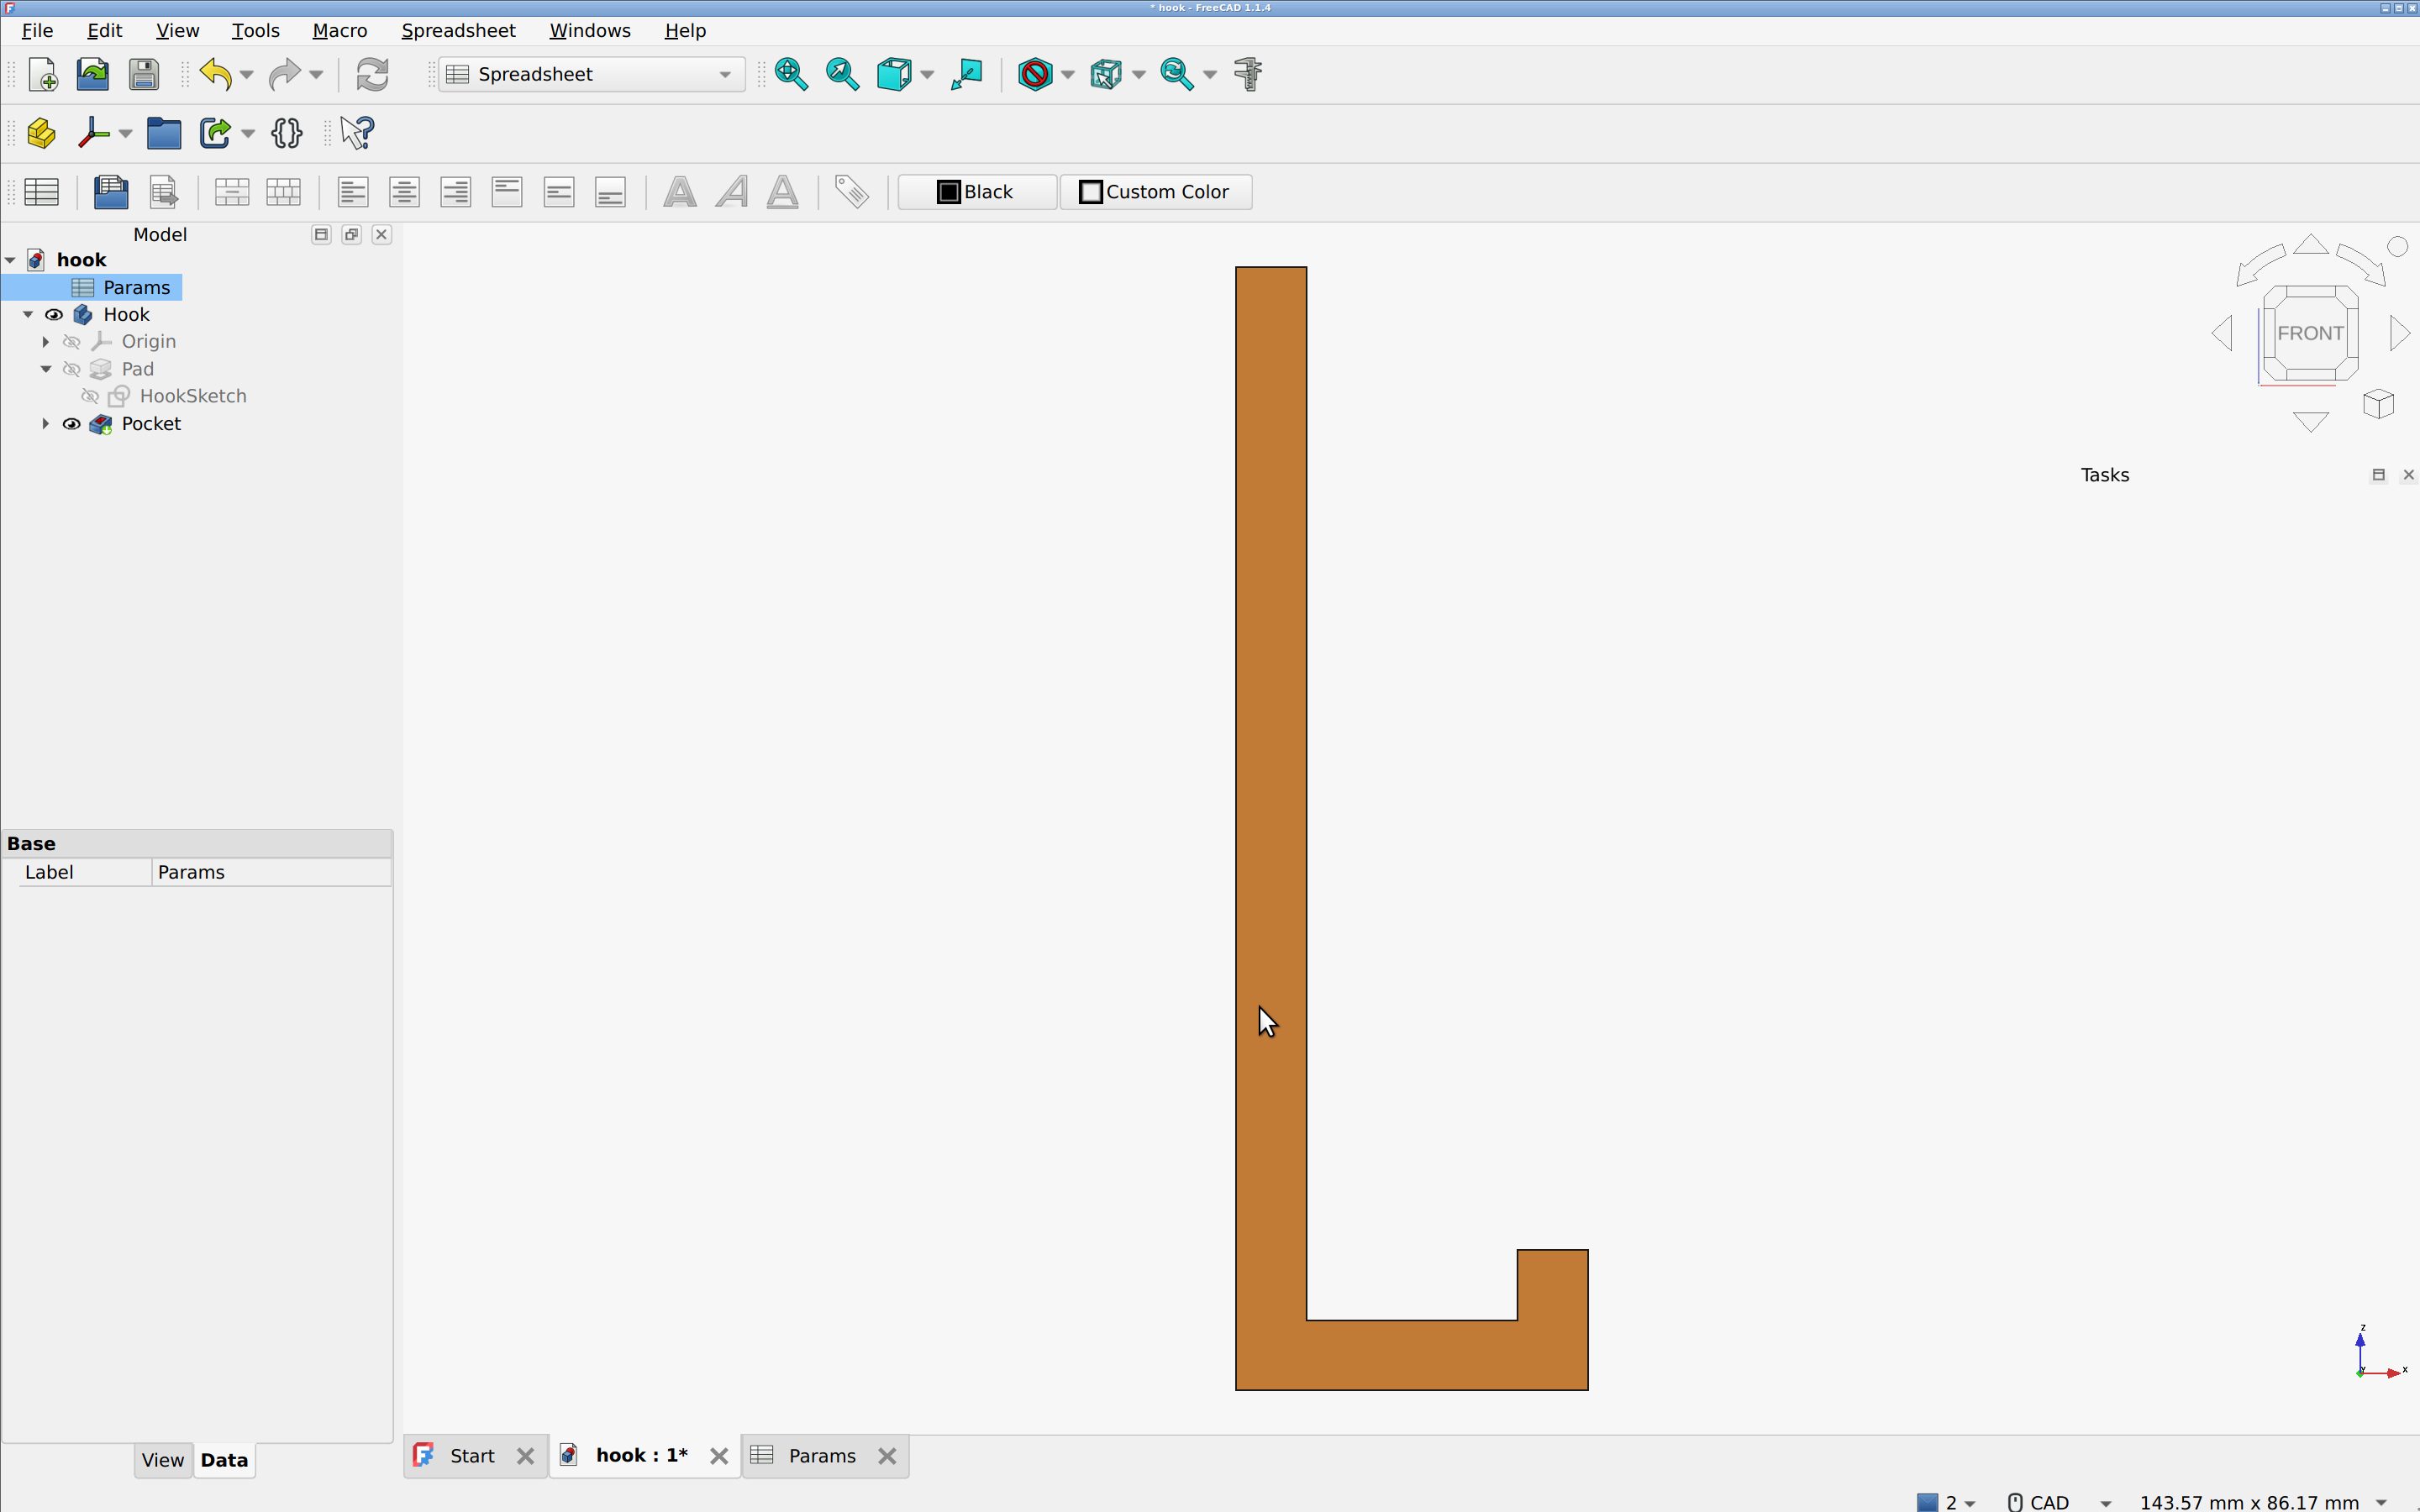 * hook - FreeCAD 1.1.4
File Edit View Tools Macro Spreadsheet Windows Help
Spreadsheet
Black Custom Color
Model
hook
Params
Hook
Origin
Pad
HookSketch
Pocket
FRONT
Tasks
Base
Label Params
z
x
View Data
Start hook : 1* Params
2 CAD 143.57 mm x 86.17 mm